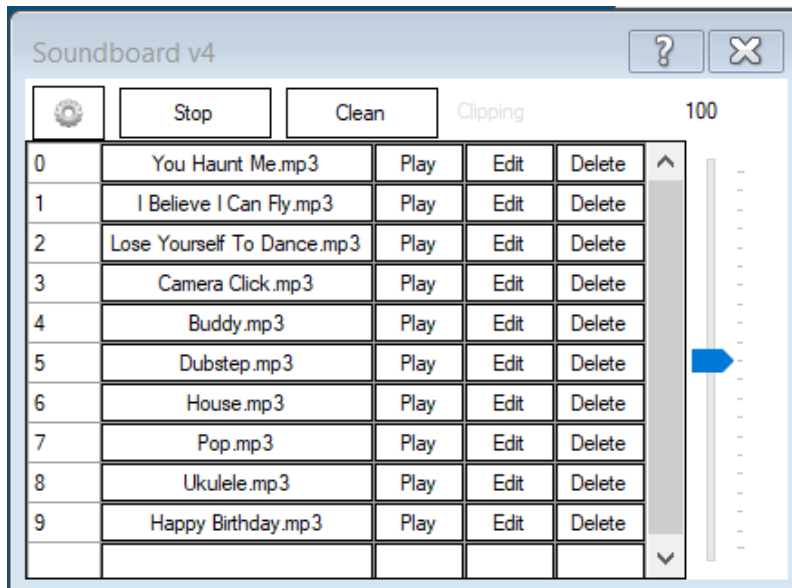 Soundboard v4
Stop Clean Clipping 100
0 You Haunt Me.mp3 Play Edit Delete
1 I Believe I Can Fly.mp3 Play Edit Delete
2 Lose Yourself To Dance.mp3 Play Edit Delete
3 Camera Click.mp3 Play Edit Delete
4 Buddy.mp3 Play Edit Delete
5 Dubstep.mp3 Play Edit Delete
6 House.mp3 Play Edit Delete
7 Pop.mp3 Play Edit Delete
8 Ukulele.mp3 Play Edit Delete
9 Happy Birthday.mp3 Play Edit Delete